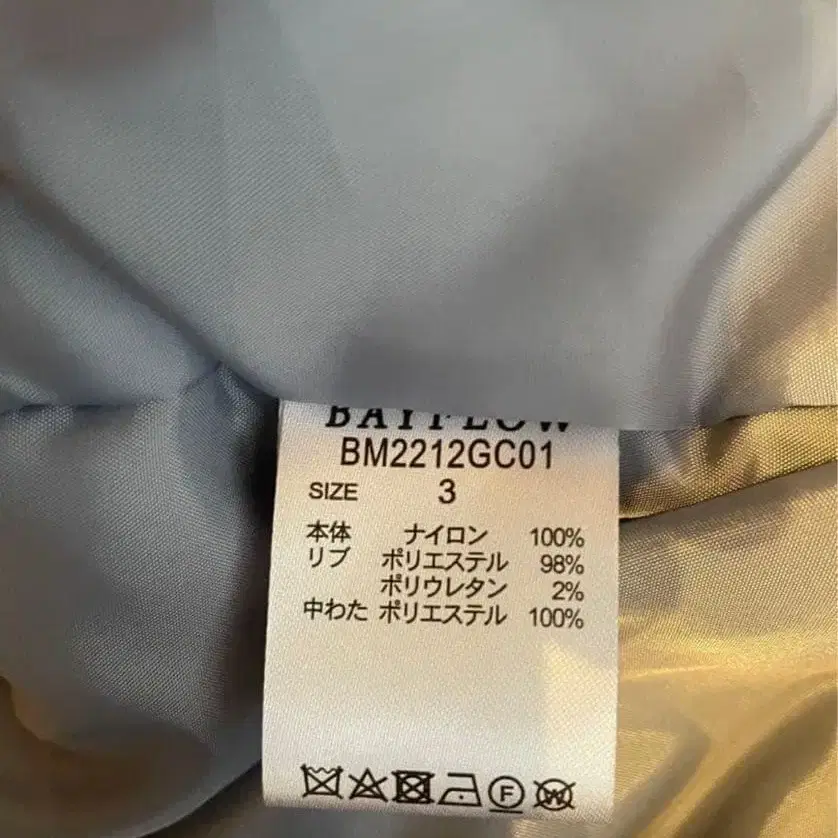 BAYFLOW
BM2212GC01
SIZE 3
本体 ナイロン 100%
リブ ポリエステル 98%
ポリウレタン 2%
中わた ポリエステル 100%
F W